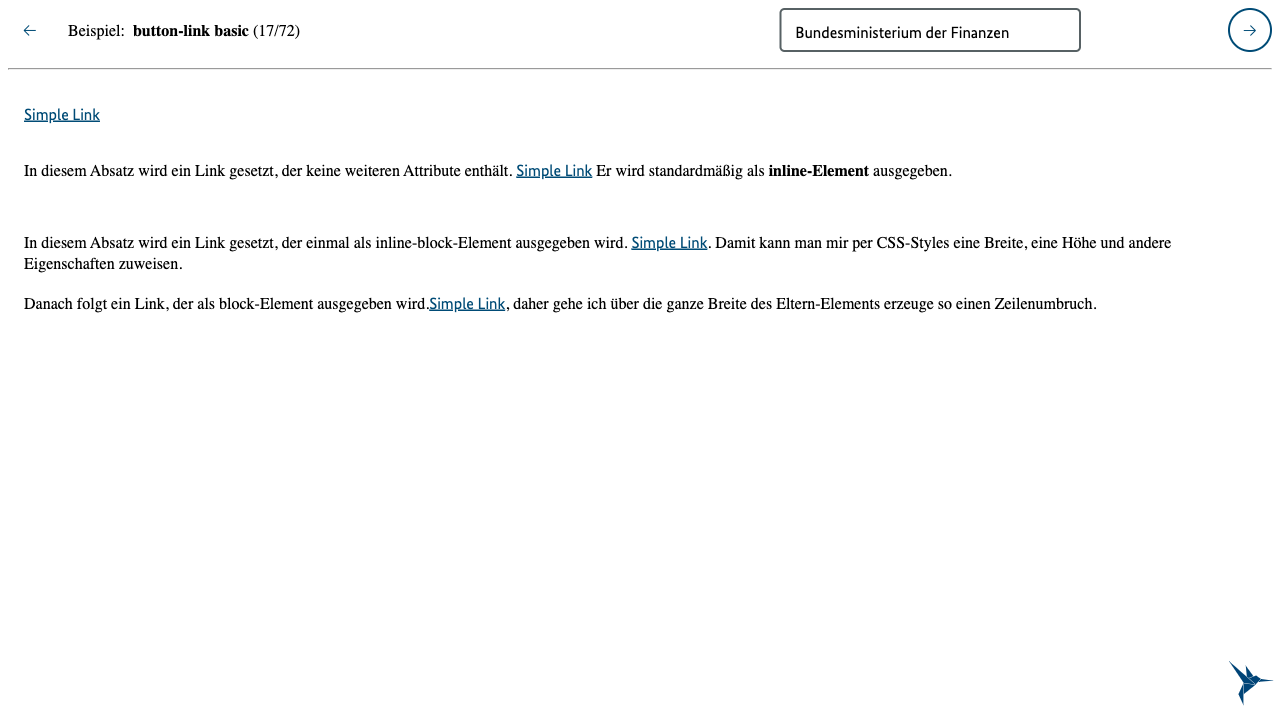 Beispiel: button-link basic (17/72)
Bundesministerium der Finanzen
Simple Link
In diesem Absatz wird ein Link gesetzt, der keine weiteren Attribute enthält. Simple Link Er wird standardmäßig als inline-Element ausgegeben.
In diesem Absatz wird ein Link gesetzt, der einmal als inline-block-Element ausgegeben wird. Simple Link. Damit kann man mir per CSS-Styles eine Breite, eine Höhe und andere
Eigenschaften zuweisen.
Danach folgt ein Link, der als block-Element ausgegeben wird.Simple Link, daher gehe ich über die ganze Breite des Eltern-Elements erzeuge so einen Zeilenumbruch.